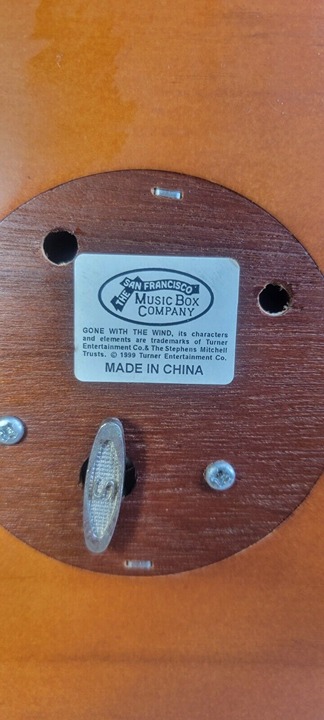 THE SAN FRANCISCO
MUSIC BOX
COMPANY
GONE WITH THE WIND, its characters
and elements are trademarks of Turner
Entertainment Co.& The Stephens Mitchell
Trusts. © 1999 Turner Entertainment Co.
MADE IN CHINA